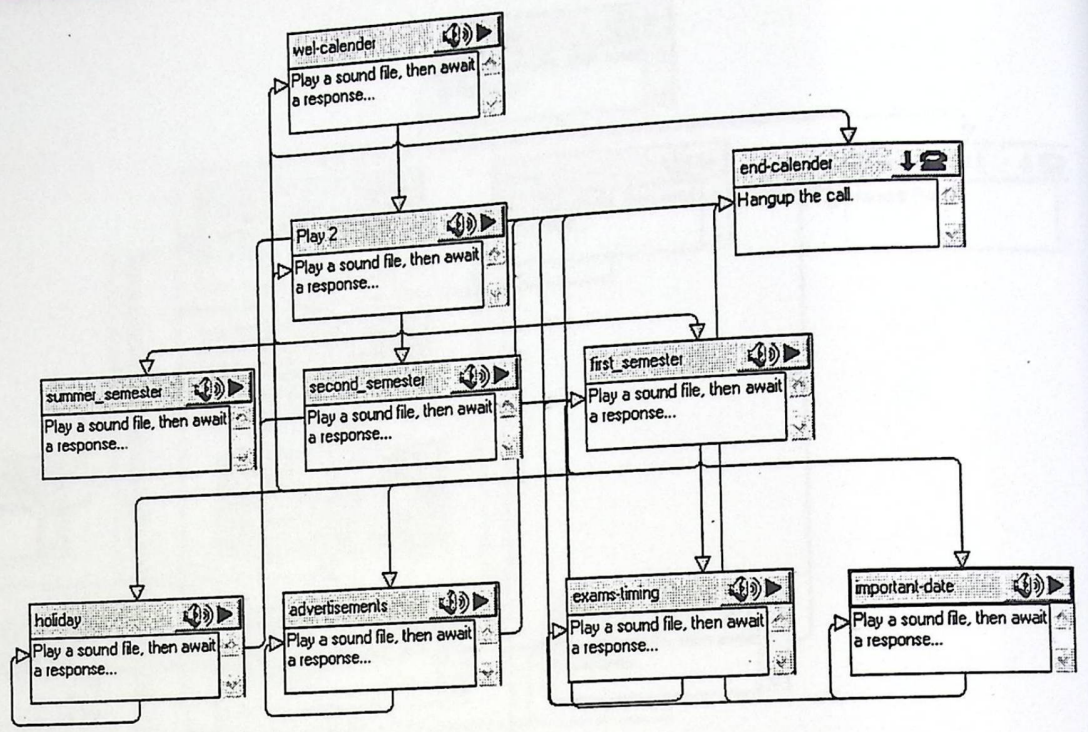 wel-calender
Play a sound file, then await
a response...
end-calender
Hangup the call.
Play 2
Play a sound file, then await
a response...
first_semester
Play a sound file, then await
a response...
second_semester
Play a sound file, then await
a response...
summer_semester
Play a sound file, then await
a response...
holiday
Play a sound file, then await
a response...
advertisements
Play a sound file, then await
a response...
exams-timing
Play a sound file, then await
a response...
important-date
Play a sound file, then await
a response...